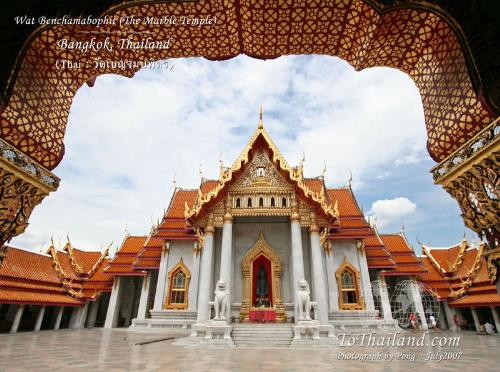 Wat Benchamabophit (The Marble Temple)
Bangkok, Thailand
(Thai : วัดเบญจมบพิตร)
ToThailand.com
Photograph by Pong : July2007